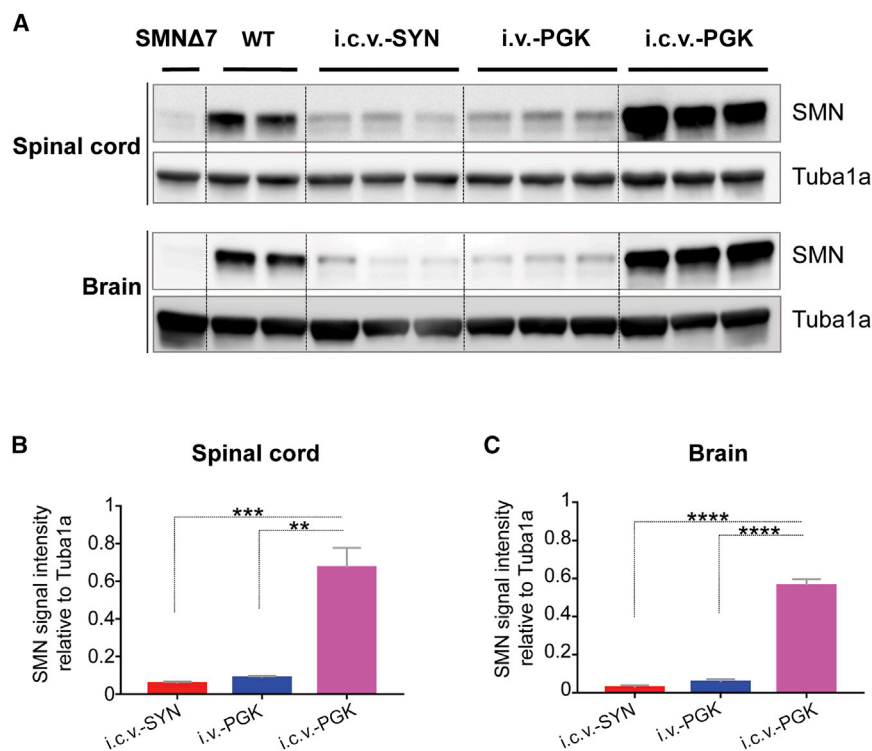 A
SMNΔ7 WT i.c.v.-SYN i.v.-PGK i.c.v.-PGK
Spinal cord
SMN
Tuba1a
Brain
SMN
Tuba1a
B
Spinal cord
SMN signal intensity
relative to Tuba1a
1
0.8
0.6
0.4
0.2
0
***
**
i.c.v.-SYN
i.v.-PGK
i.c.v.-PGK
C
Brain
SMN signal intensity
relative to Tuba1a
1
0.8
0.6
0.4
0.2
0
****
****
i.c.v.-SYN
i.v.-PGK
i.c.v.-PGK